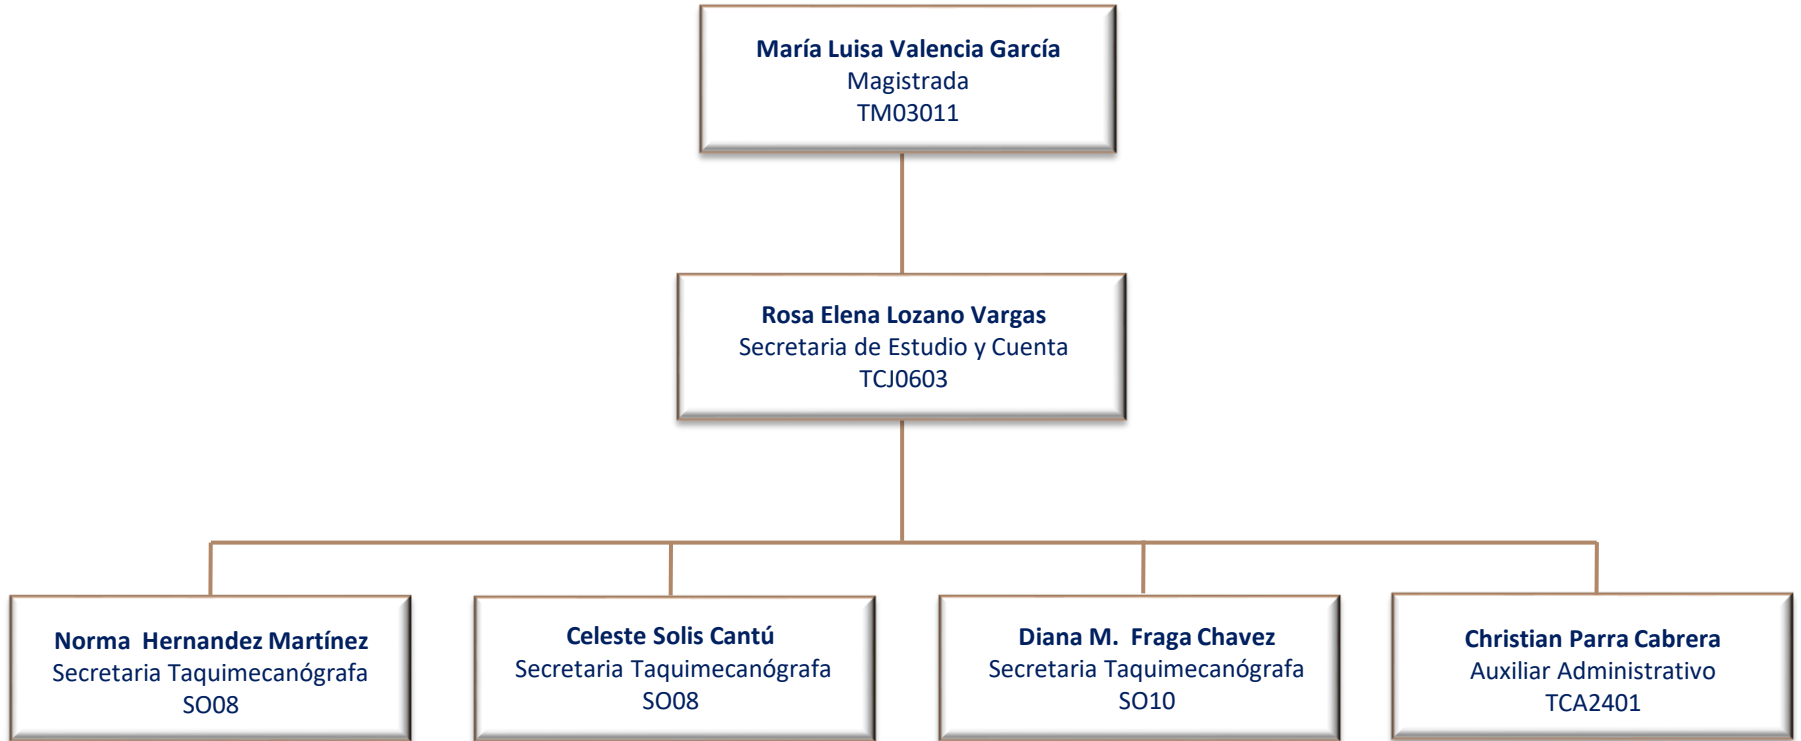 María Luisa Valencia García
Magistrada
TM03011
Rosa Elena Lozano Vargas
Secretaria de Estudio y Cuenta
TCJ0603
Norma  Hernandez Martínez
Secretaria Taquimecanógrafa
SO08
Celeste Solis Cantú
Secretaria Taquimecanógrafa
SO08
Diana M.  Fraga Chavez
Secretaria Taquimecanógrafa
SO10
Christian Parra Cabrera
Auxiliar Administrativo
TCA2401